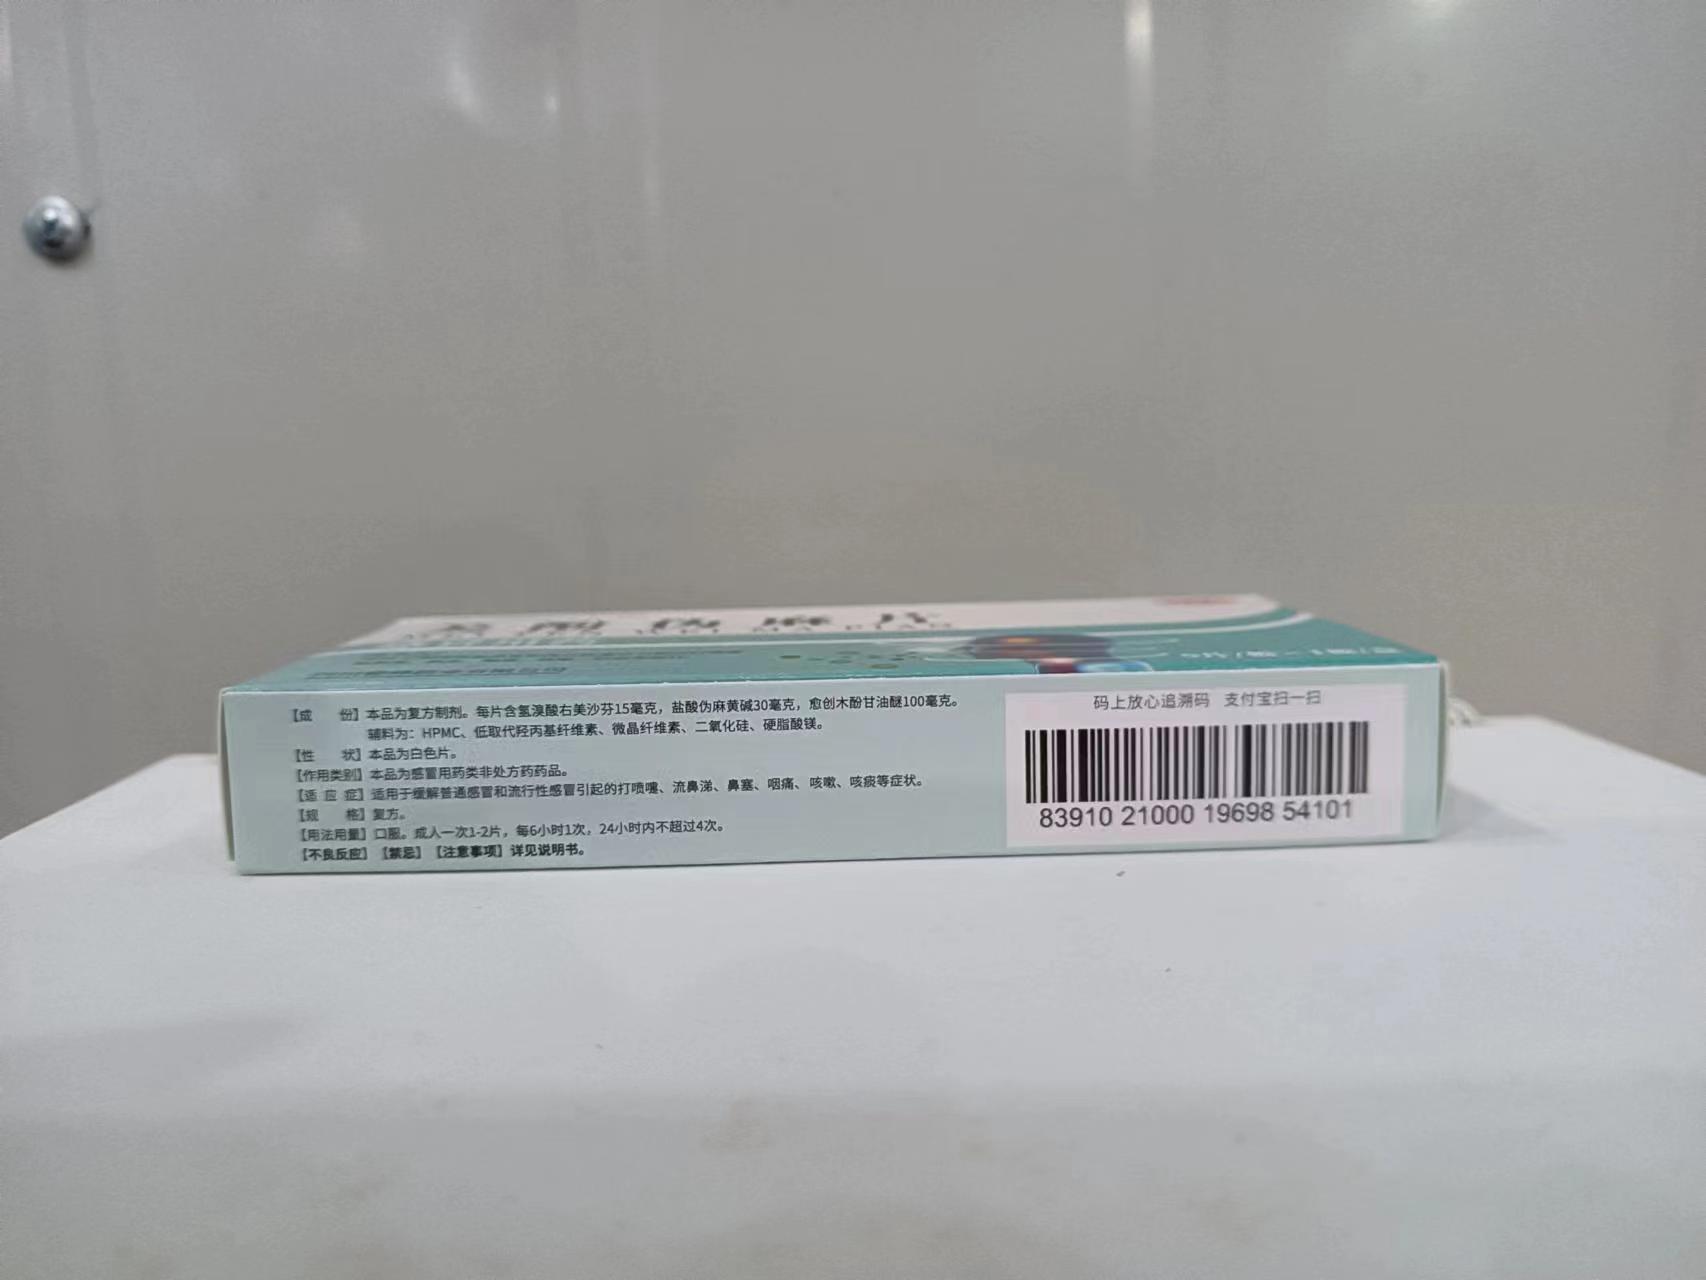 酚伪麻片
MEI FEN WEI MA PIAN
【成　份】本品为复方制剂。每片含氢溴酸右美沙芬15毫克，盐酸伪麻黄碱30毫克，愈创木酚甘油醚100毫克。
辅料为：HPMC、低取代羟丙基纤维素、微晶纤维素、二氧化硅、硬脂酸镁。
【性　状】本品为白色片。
【作用类别】本品为感冒用药类非处方药药品。
【适 应 症】适用于缓解普通感冒和流行性感冒引起的打喷嚏、流鼻涕、鼻塞、咽痛、咳嗽、咳痰等症状。
【规　格】复方。
【用法用量】口服。成人一次1-2片，每6小时1次，24小时内不超过4次。
【不良反应】【禁忌】【注意事项】详见说明书。
码上放心追溯码 支付宝扫一扫
83910 21000 19698 54101